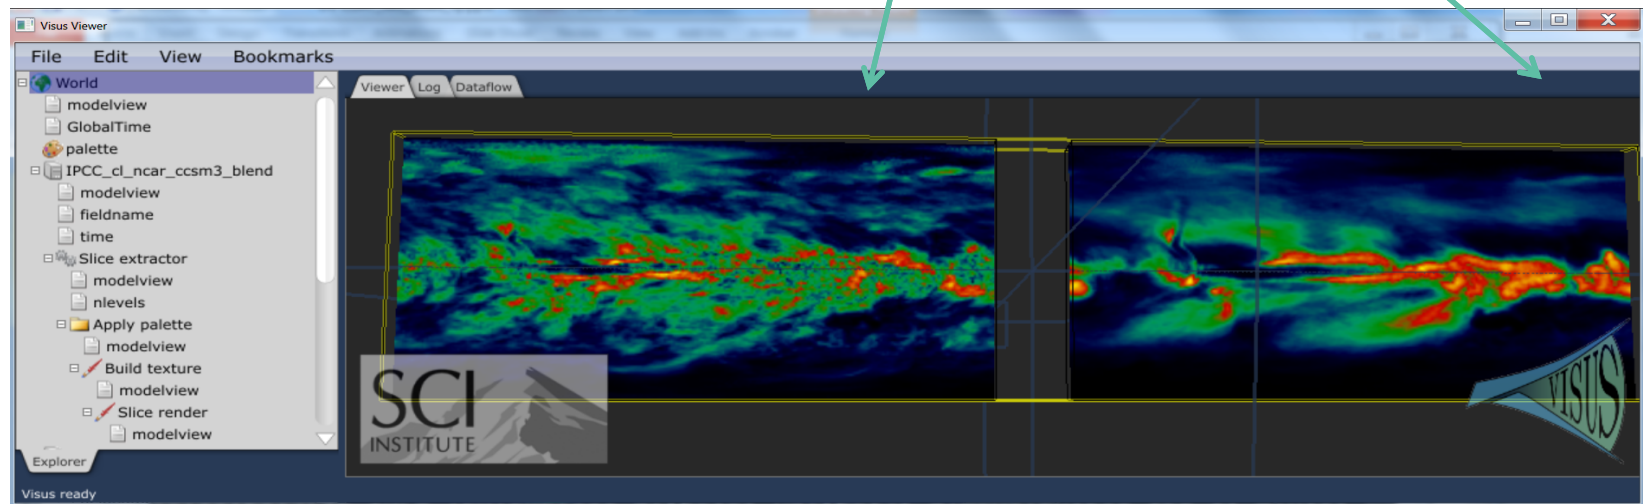 Visus Viewer
File Edit View Bookmarks
World
modelview
GlobalTime
palette
IPCC_cl_ncar_ccsm3_blend
modelview
fieldname
time
Slice extractor
modelview
nlevels
Apply palette
modelview
Build texture
modelview
Slice render
modelview
Explorer
Visus ready
Viewer Log Dataflow
SCI
INSTITUTE
VISUS